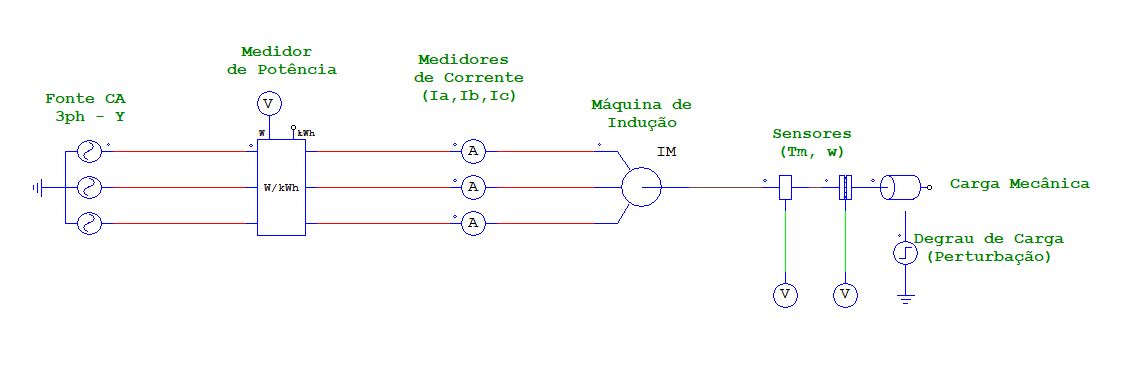 Medidor
de Potência
Medidores
de Corrente
(Ia,Ib,Ic)
Fonte CA
3ph - Y
V
Máquina de
Indução
W
kWh
Sensores
(Tm, w)
A
IM
W/kWh
A
Carga Mecânica
A
Degrau de Carga
(Perturbação)
V
V